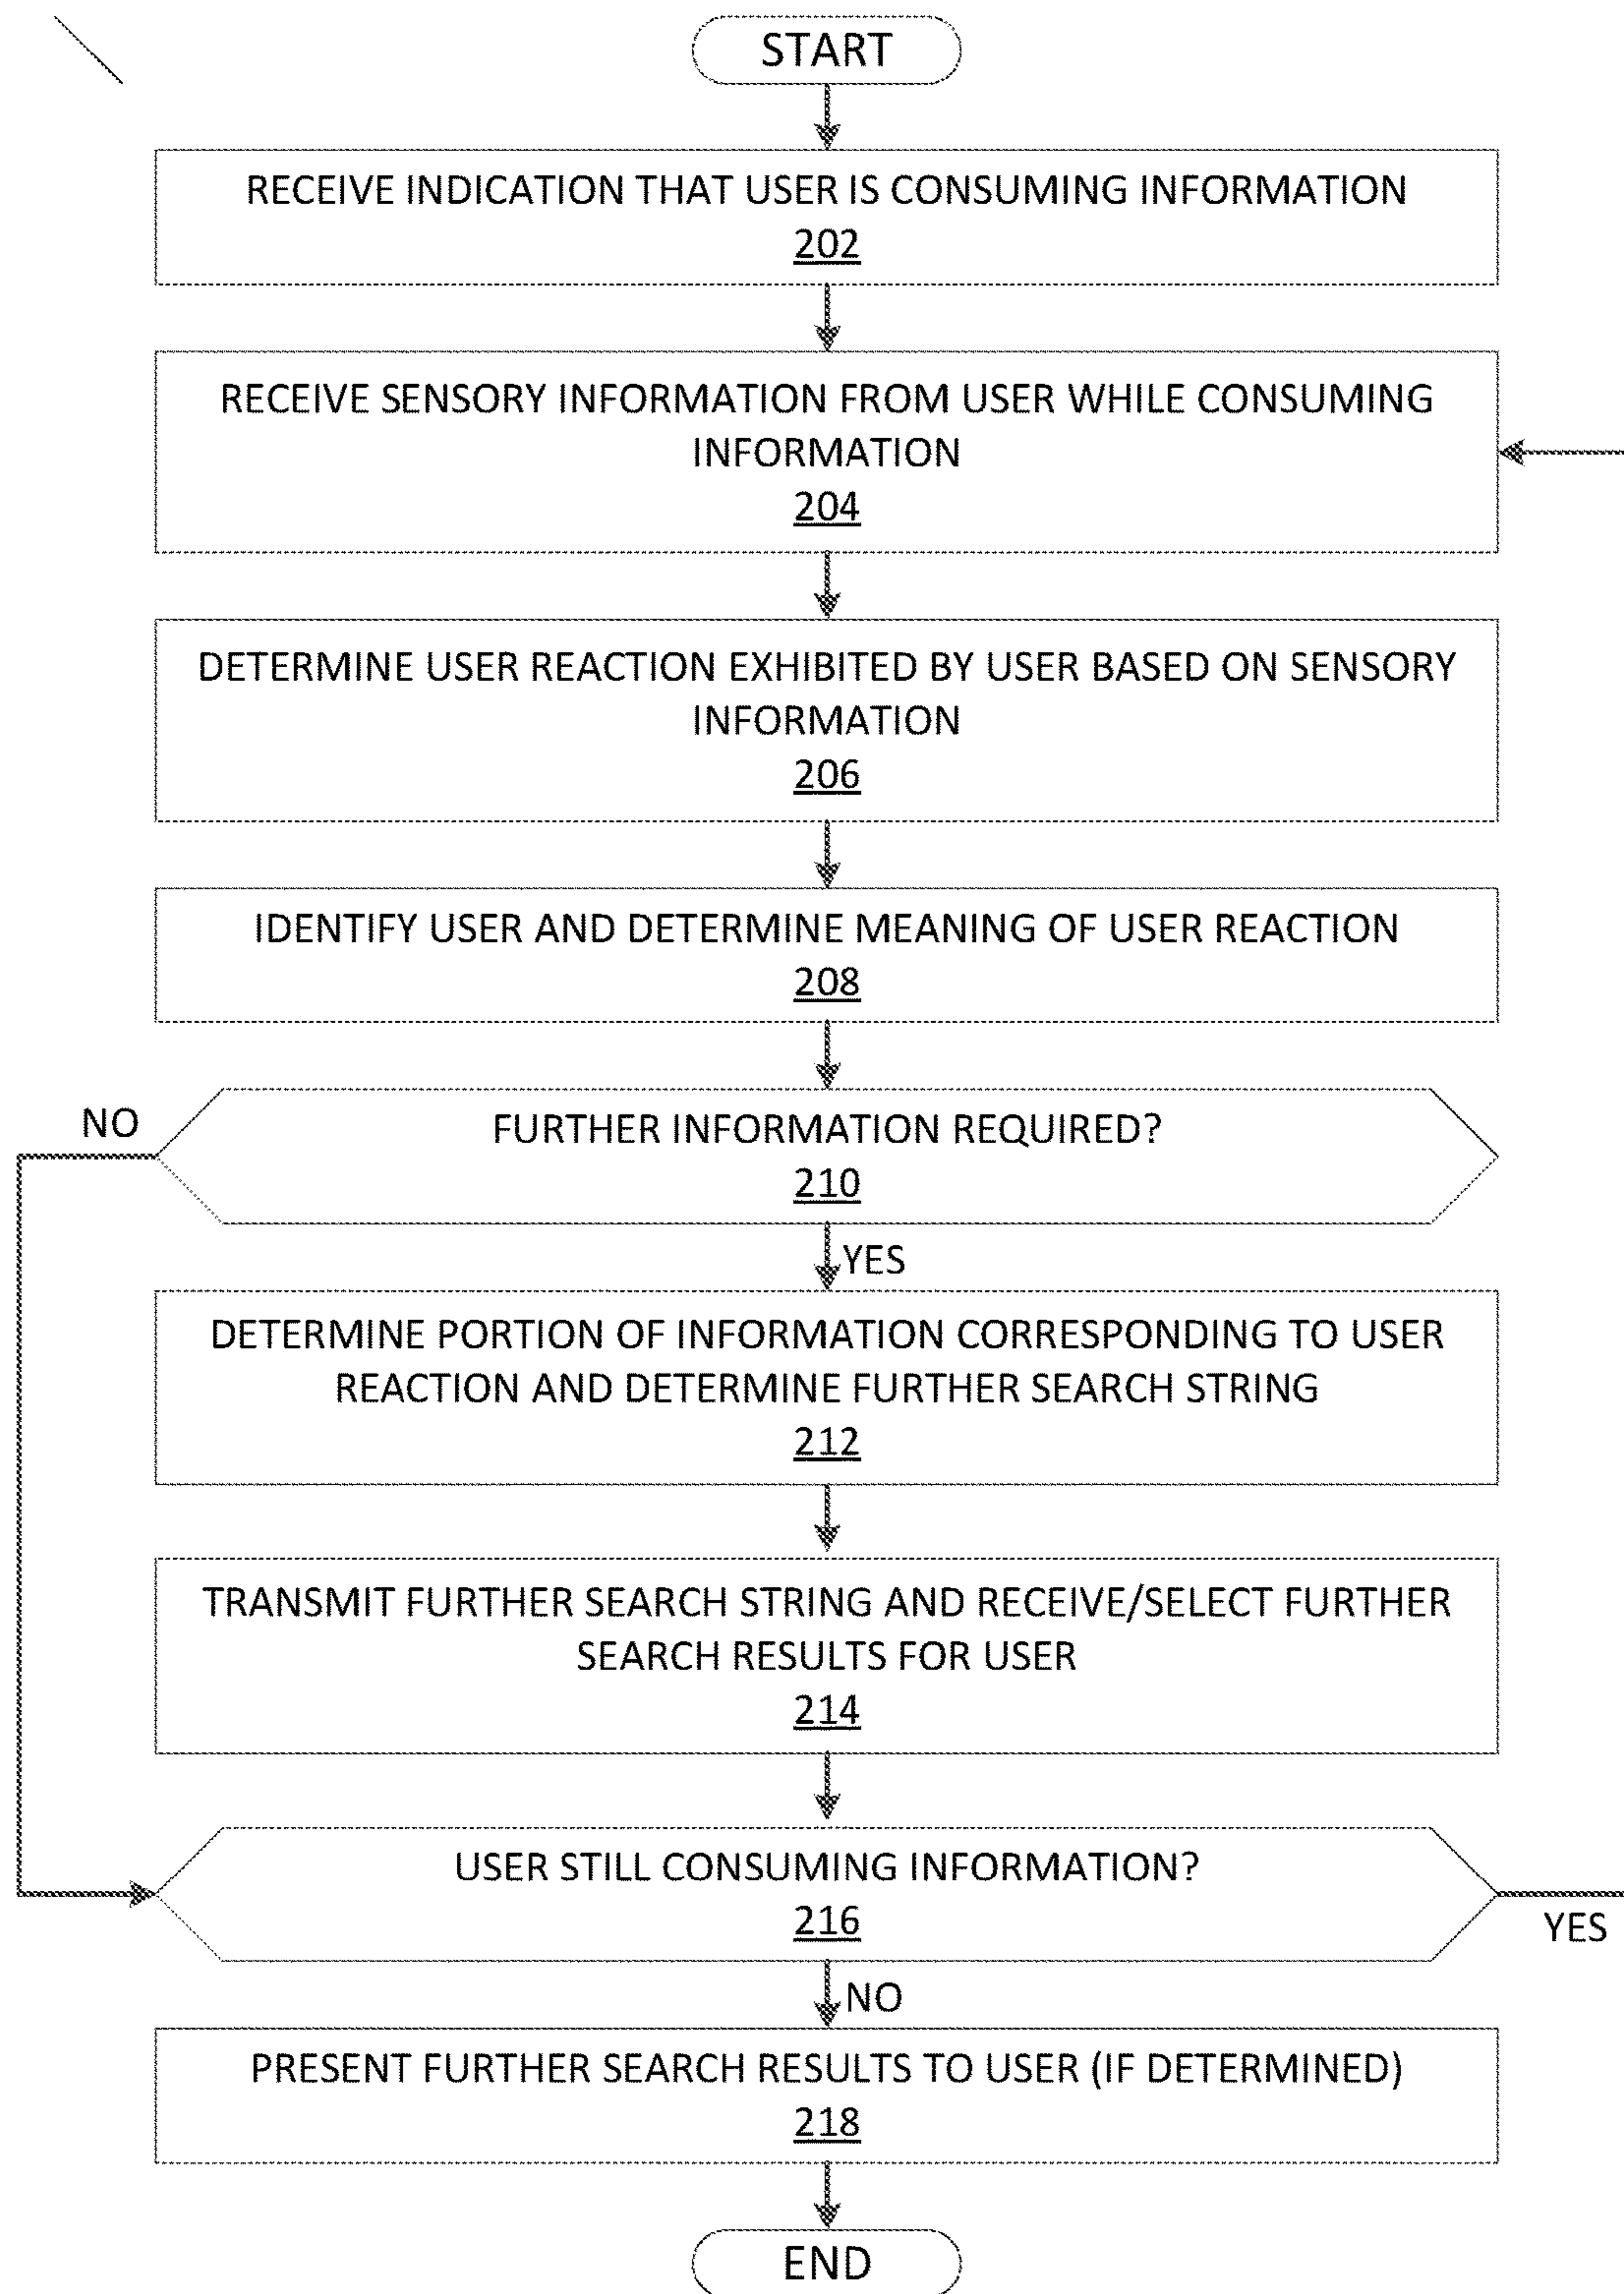 START
RECEIVE INDICATION THAT USER IS CONSUMING INFORMATION
202
RECEIVE SENSORY INFORMATION FROM USER WHILE CONSUMING
INFORMATION
204
DETERMINE USER REACTION EXHIBITED BY USER BASED ON SENSORY
INFORMATION
206
IDENTIFY USER AND DETERMINE MEANING OF USER REACTION
208
NO
FURTHER INFORMATION REQUIRED?
210
YES
DETERMINE PORTION OF INFORMATION CORRESPONDING TO USER
REACTION AND DETERMINE FURTHER SEARCH STRING
212
TRANSMIT FURTHER SEARCH STRING AND RECEIVE/SELECT FURTHER
SEARCH RESULTS FOR USER
214
USER STILL CONSUMING INFORMATION?
216
YES
NO
PRESENT FURTHER SEARCH RESULTS TO USER (IF DETERMINED)
218
END